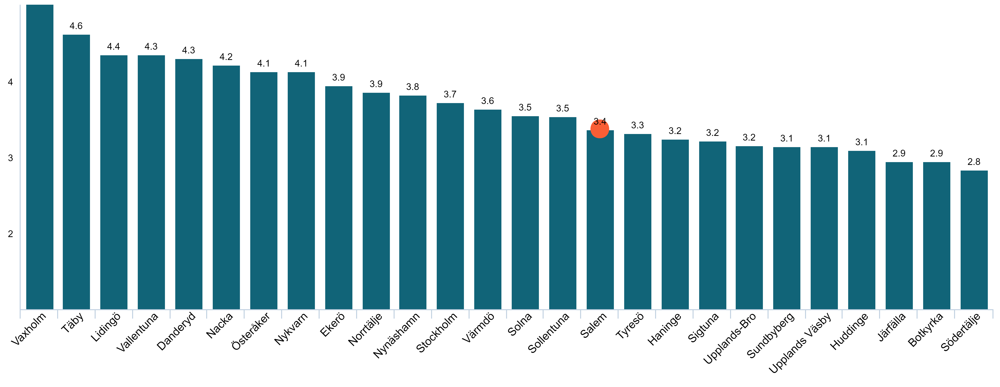 4.6
4.4
4.3
4.3
4.2
4.1
4.1
3.9
3.9
3.8
3.7
3.6
3.5
3.5
3.4
3.3
3.2
3.2
3.2
3.1
3.1
3.1
2.9
2.9
2.8
4
3
2
Vaxholm
Täby
Lidingö
Vallentuna
Danderyd
Nacka
Österåker
Nykvarn
Ekerö
Norrtälje
Nynäshamn
Stockholm
Värmdö
Solna
Sollentuna
Salem
Tyresö
Haninge
Sigtuna
Upplands-Bro
Sundbyberg
Upplands Väsby
Huddinge
Järfälla
Botkyrka
Södertälje